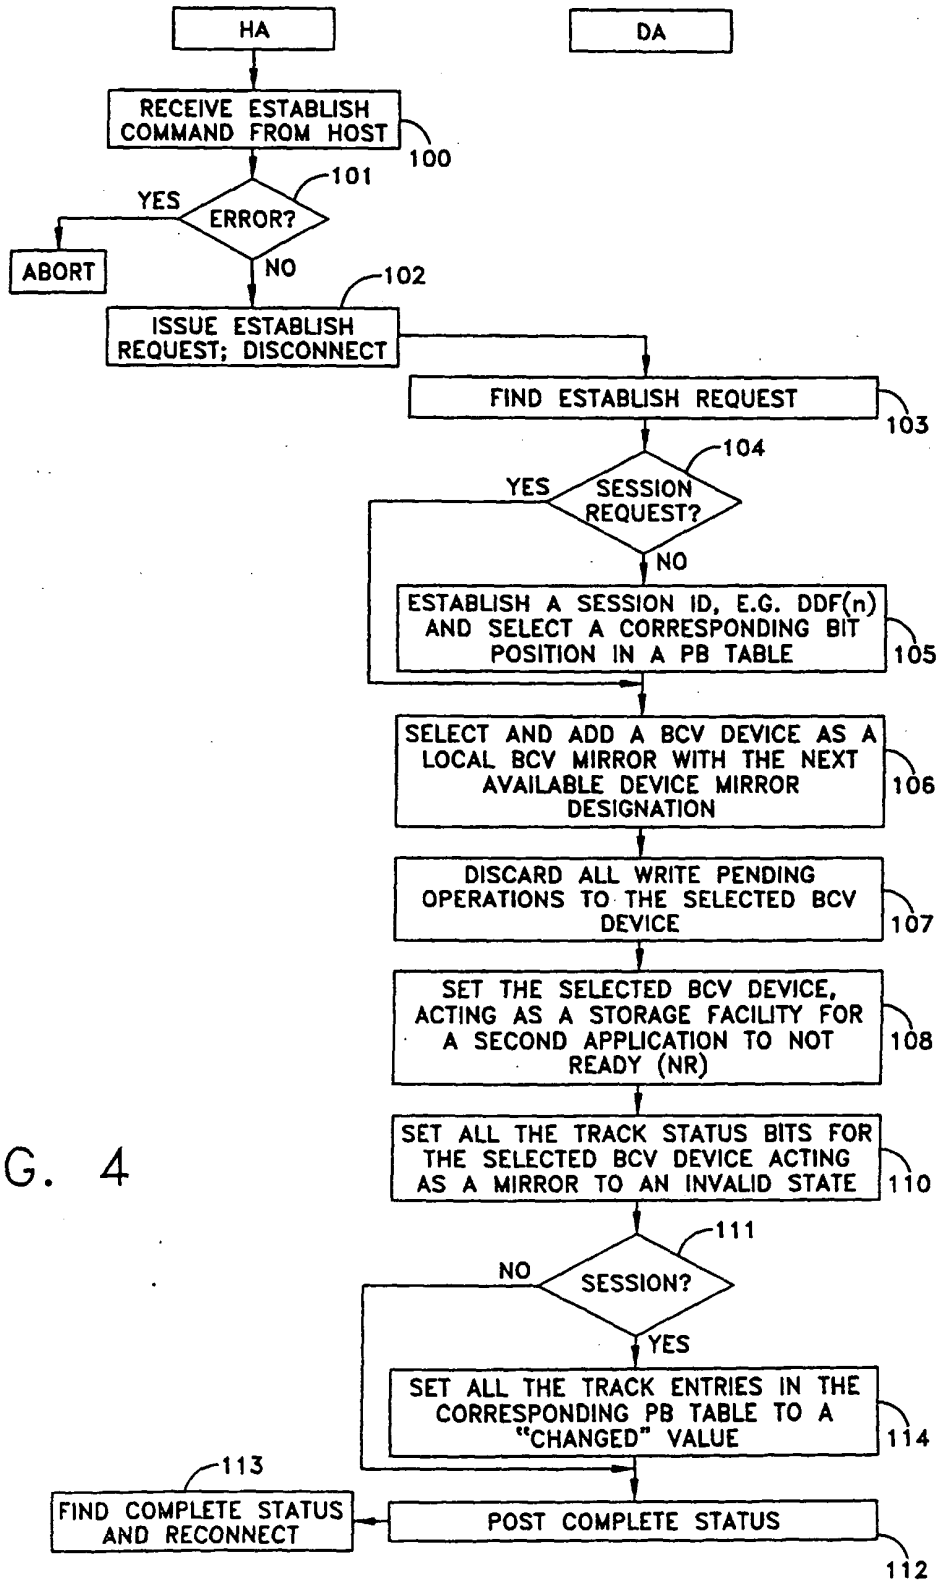 HA
DA
RECEIVE ESTABLISH
COMMAND FROM HOST
100
101
YES
ERROR?
ABORT
NO
102
ISSUE ESTABLISH
REQUEST; DISCONNECT
FIND ESTABLISH REQUEST
103
104
YES
SESSION
REQUEST?
NO
ESTABLISH A SESSION ID, E.G. DDF(n)
AND SELECT A CORRESPONDING BIT
POSITION IN A PB TABLE
105
SELECT AND ADD A BCV DEVICE AS A
LOCAL BCV MIRROR WITH THE NEXT
AVAILABLE DEVICE MIRROR
DESIGNATION
106
DISCARD ALL WRITE PENDING
OPERATIONS TO THE SELECTED BCV
DEVICE
107
SET THE SELECTED BCV DEVICE,
ACTING AS A STORAGE FACILITY FOR
A SECOND APPLICATION TO NOT
READY (NR)
108
G. 4
SET ALL THE TRACK STATUS BITS FOR
THE SELECTED BCV DEVICE ACTING
AS A MIRROR TO AN INVALID STATE
110
111
NO
SESSION?
YES
SET ALL THE TRACK ENTRIES IN THE
CORRESPONDING PB TABLE TO A
"CHANGED" VALUE
114
113
FIND COMPLETE STATUS
AND RECONNECT
POST COMPLETE STATUS
112